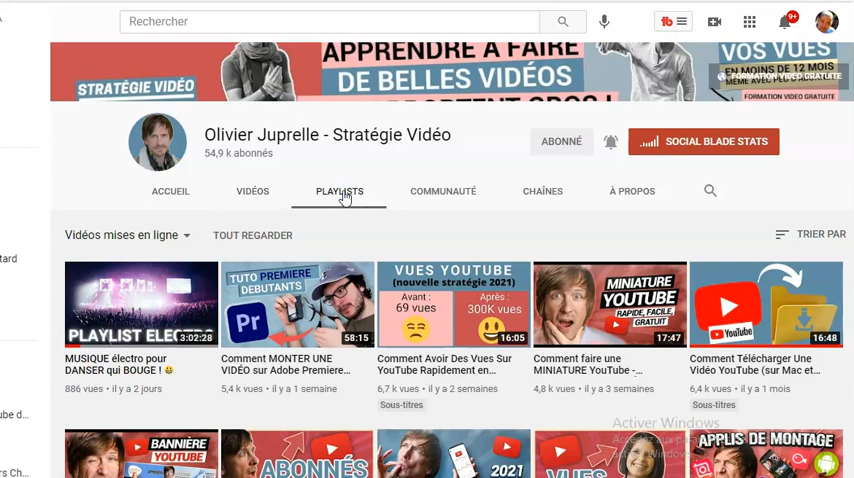 Rechercher
9+
APPRENDRE À FAIRE
DE BELLES VIDÉOS
STRATÉGIE VIDÉO
VOS VUES
EN MOINS DE 12 MOIS
FORMATION VIDEO GRATUITE
FORMATION VIDEO GRATUITE
Olivier Juprelle - Stratégie Vidéo
54,9 k abonnés
ABONNÉ
SOCIAL BLADE STATS
ACCUEIL VIDÉOS PLAYLISTS COMMUNAUTÉ CHAÎNES À PROPOS
Vidéos mises en ligne TOUT REGARDER TRIER PAR
tard
PLAYLIST ELECTRO
3:02:28
MUSIQUE électro pour
DANSER qui BOUGE ! 😃
886 vues • il y a 2 jours
TUTO PREMIERE
DEBUTANTS
Pr
58:15
Comment MONTER UNE
VIDÉO sur Adobe Premiere...
5,4 k vues • il y a 1 semaine
VUES YOUTUBE
(nouvelle stratégie 2021)
Avant :
69 vues
Après :
300K vues
16:05
Comment Avoir Des Vues Sur
YouTube Rapidement en...
6,7 k vues • il y a 2 semaines
Sous-titres
MINIATURE
YOUTUBE
RAPIDE, FACILE,
GRATUIT
17:47
Comment faire une
MINIATURE YouTube -...
4,8 k vues • il y a 3 semaines
YouTube
16:48
Comment Télécharger Une
Vidéo YouTube (sur Mac et...
6,4 k vues • il y a 1 mois
Sous-titres
Activer Windows
ube d...
rs Ch...
BANNIÈRE
YOUTUBE
ABONNÉS
2021
VUES
APPLIS DE MONTAGE